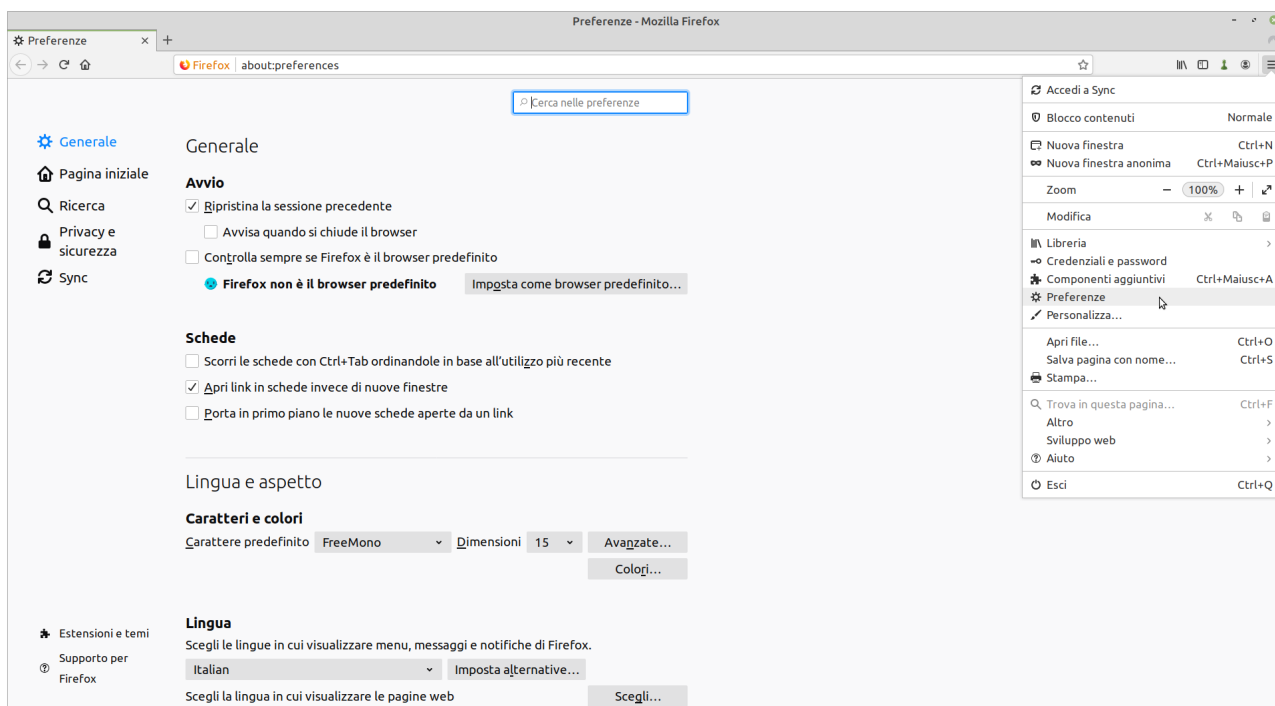 Preferenze - Mozilla Firefox
Preferenze
Firefox about:preferences
Cerca nelle preferenze
Generale
Pagina iniziale
Ricerca
Privacy e
sicurezza
Sync
Estensioni e temi
Supporto per
Firefox
Generale
Avvio
Ripristina la sessione precedente
Avvisa quando si chiude il browser
Controlla sempre se Firefox è il browser predefinito
Firefox non è il browser predefinito Imposta come browser predefinito…
Schede
Scorri le schede con Ctrl+Tab ordinandole in base all'utilizzo più recente
Apri link in schede invece di nuove finestre
Porta in primo piano le nuove schede aperte da un link
Lingua e aspetto
Caratteri e colori
Carattere predefinito FreeMono Dimensioni 15 Avanzate…
Colori…
Lingua
Scegli le lingue in cui visualizzare menu, messaggi e notifiche di Firefox.
Italian Imposta alternative…
Scegli la lingua in cui visualizzare le pagine web Scegli…
Accedi a Sync
Blocco contenuti Normale
Nuova finestra Ctrl+N
Nuova finestra anonima Ctrl+Maiusc+P
Zoom − 100% +
Modifica
Libreria
Credenziali e password
Componenti aggiuntivi Ctrl+Maiusc+A
Preferenze
Personalizza…
Apri file… Ctrl+O
Salva pagina con nome… Ctrl+S
Stampa…
Trova in questa pagina… Ctrl+F
Altro
Sviluppo web
Aiuto
Esci Ctrl+Q